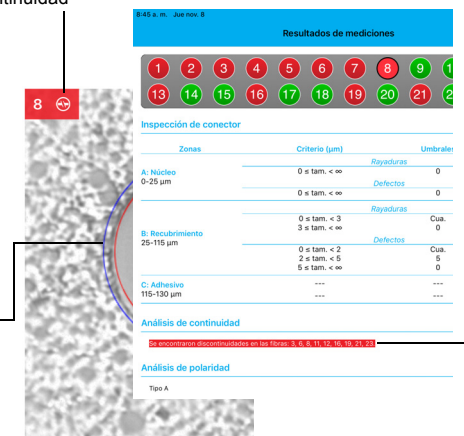 8:45 a. m. Jue nov. 8
Resultados de mediciones
1 2 3 4 5 6 7 8 9
13 14 15 16 17 18 19 20 21
8
Inspección de conector
Zonas Criterio (µm)
Rayaduras
A: Núcleo 0 ≤ tam. < ∞ 0
0-25 µm Defectos
0 ≤ tam. < ∞ 0
Rayaduras
0 ≤ tam. < 3 Cua.
B: Recubrimiento 3 ≤ tam. < ∞ 0
25-115 µm Defectos
0 ≤ tam. < 2 Cua.
2 ≤ tam. < 5 5
5 ≤ tam. < ∞ 0
C: Adhesivo --- ---
115-130 µm --- ---
Análisis de continuidad
Se encontraron discontinuidades en las fibras: 3, 6, 8, 11, 12, 16, 19, 21, 23.
Análisis de polaridad
Tipo A